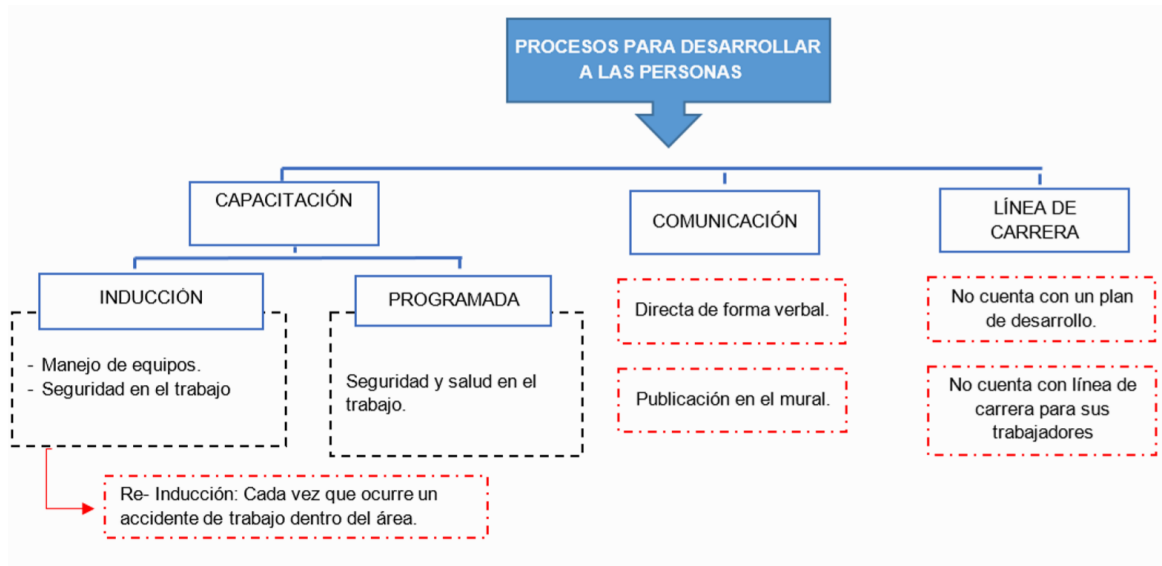 PROCESOS PARA DESARROLLAR
A LAS PERSONAS
CAPACITACIÓN
COMUNICACIÓN
LÍNEA DE
CARRERA
INDUCCIÓN
PROGRAMADA
- Manejo de equipos.
- Seguridad en el trabajo
Seguridad y salud en el
trabajo.
Directa de forma verbal.
Publicación en el mural.
No cuenta con un plan
de desarrollo.
No cuenta con línea de
carrera para sus
trabajadores
Re- Inducción: Cada vez que ocurre un
accidente de trabajo dentro del área.